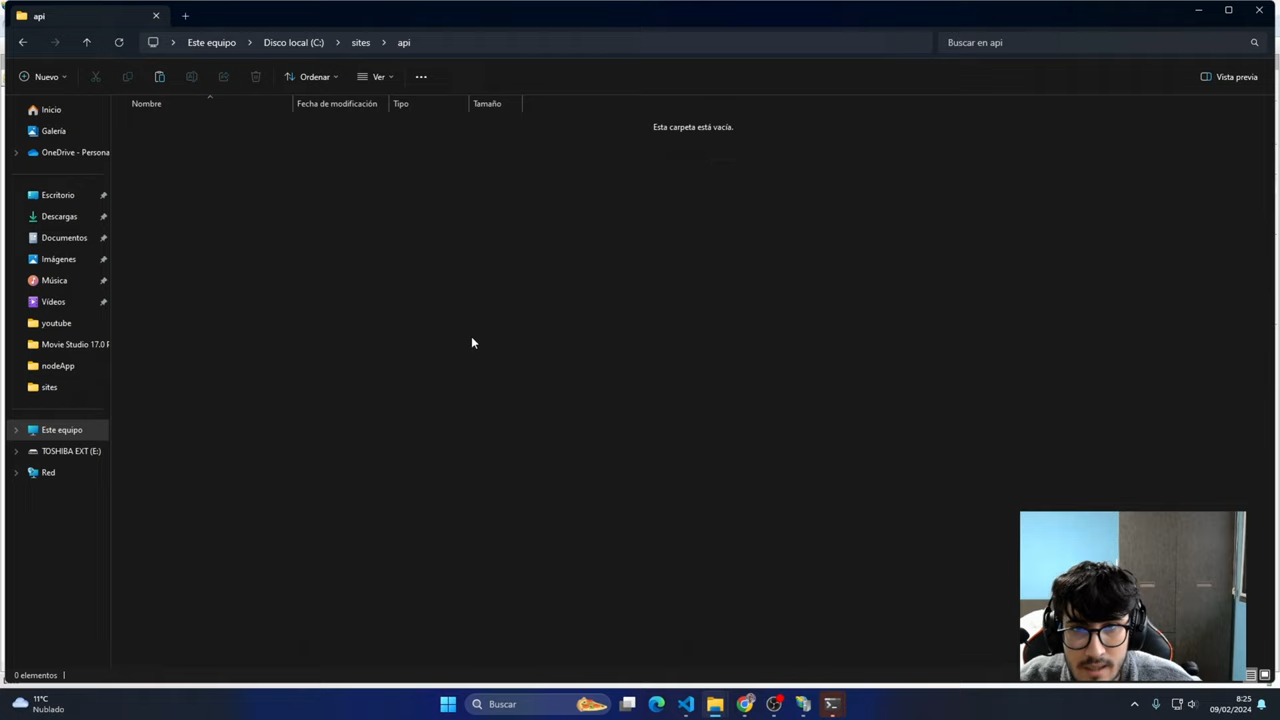 api
Este equipo
Disco local (C:)
sites
api
Buscar en api
Nuevo
Ordenar
Ver
Vista previa
Nombre
Fecha de modificación
Tipo
Tamaño
Esta carpeta está vacía.
Inicio
Galería
OneDrive - Persona
Escritorio
Descargas
Documentos
Imágenes
Música
Vídeos
youtube
Movie Studio 17.0 P
nodeApp
sites
Este equipo
TOSHIBA EXT (E:)
Red
0 elementos
11°C
Nublado
Buscar
8:25
09/02/2024